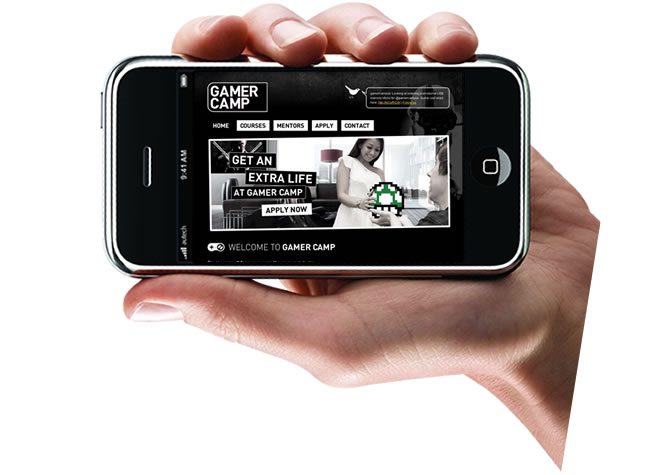 GAMER
CAMP
HOME COURSES MENTORS APPLY CONTACT
GET AN
EXTRA LIFE
AT GAMER CAMP
APPLY NOW
WELCOME TO GAMER CAMP
9:41 AM